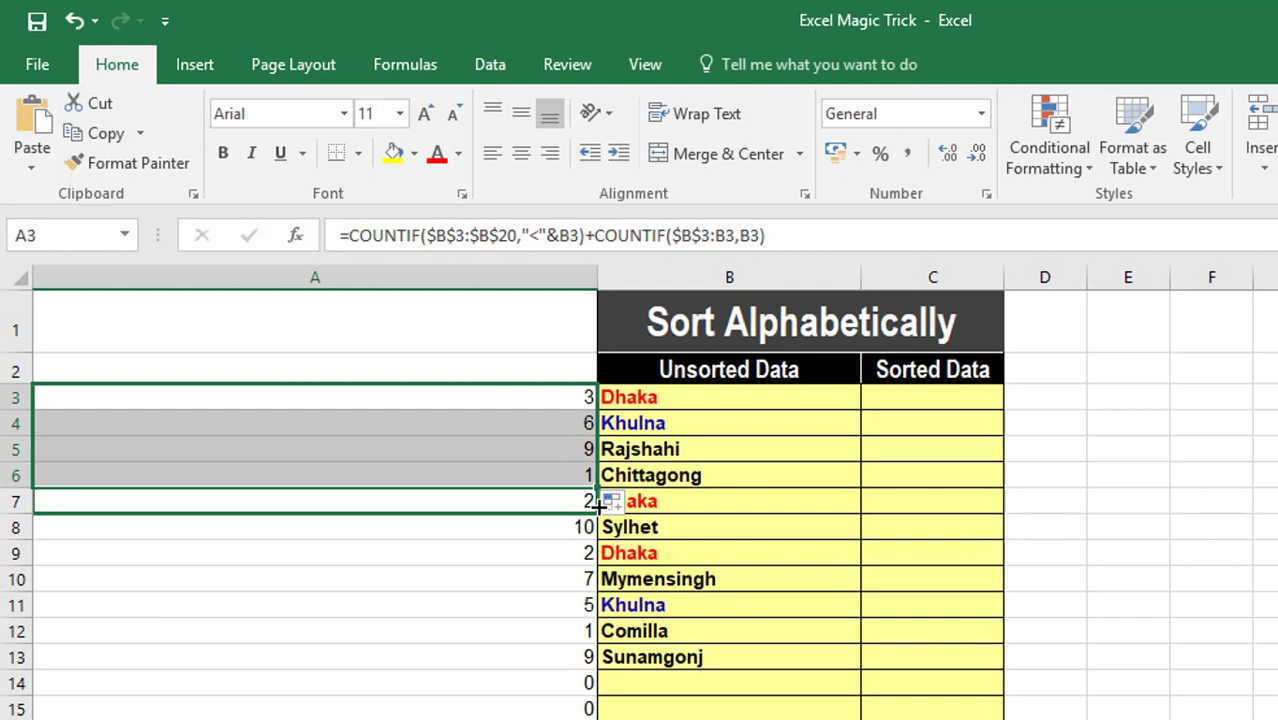 Excel Magic Trick - Excel
File Home Insert Page Layout Formulas Data Review View Tell me what you want to do
Paste
Cut
Copy
Format Painter
Clipboard
Arial 11
B I U A
Font
Wrap Text
Merge & Center
Alignment
General
%
Number
Conditional Formatting
Format as Table
Cell Styles
Styles
A3 fx =COUNTIF($B$3:$B$20,"<"&B3)+COUNTIF($B$3:B3,B3)
A B C D E F
1 Sort Alphabetically
2 Unsorted Data Sorted Data
3 3 Dhaka
4 6 Khulna
5 9 Rajshahi
6 1 Chittagong
7 2 aka
8 10 Sylhet
9 2 Dhaka
10 7 Mymensingh
11 5 Khulna
12 1 Comilla
13 9 Sunamgonj
14 0
15 0